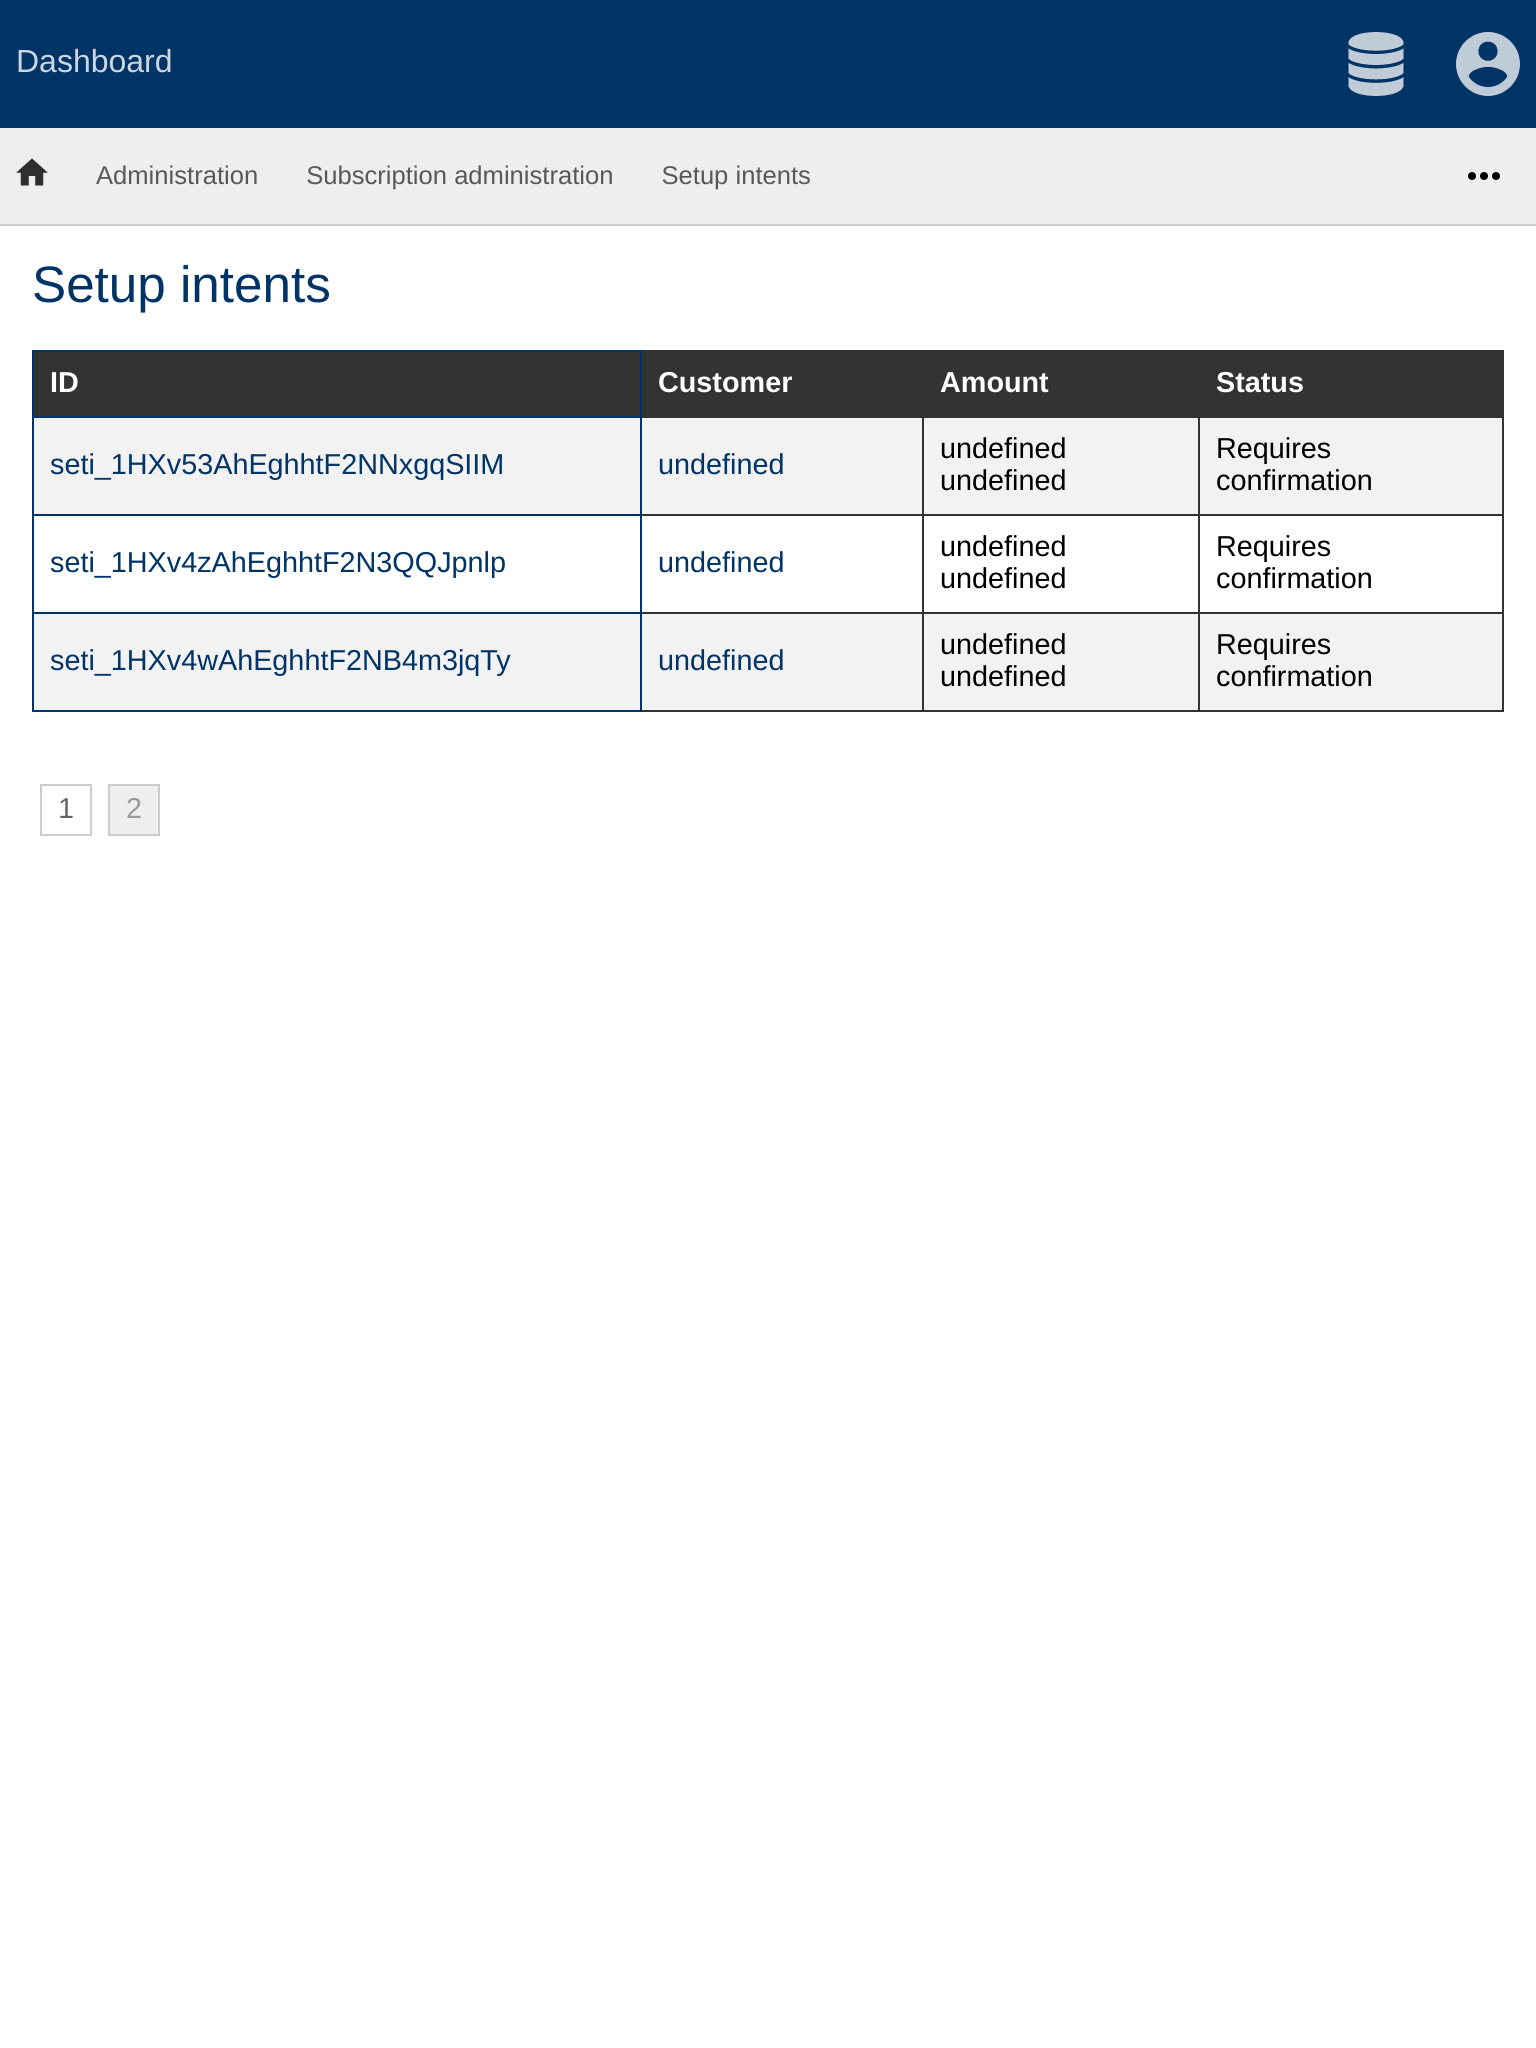 Dashboard
Administration Subscription administration Setup intents
Setup intents
ID Customer Amount Status
seti_1HXv53AhEghhtF2NNxgqSIIM undefined undefined undefined Requires confirmation
seti_1HXv4zAhEghhtF2N3QQJpnlp undefined undefined undefined Requires confirmation
seti_1HXv4wAhEghhtF2NB4m3jqTy undefined undefined undefined Requires confirmation
1 2